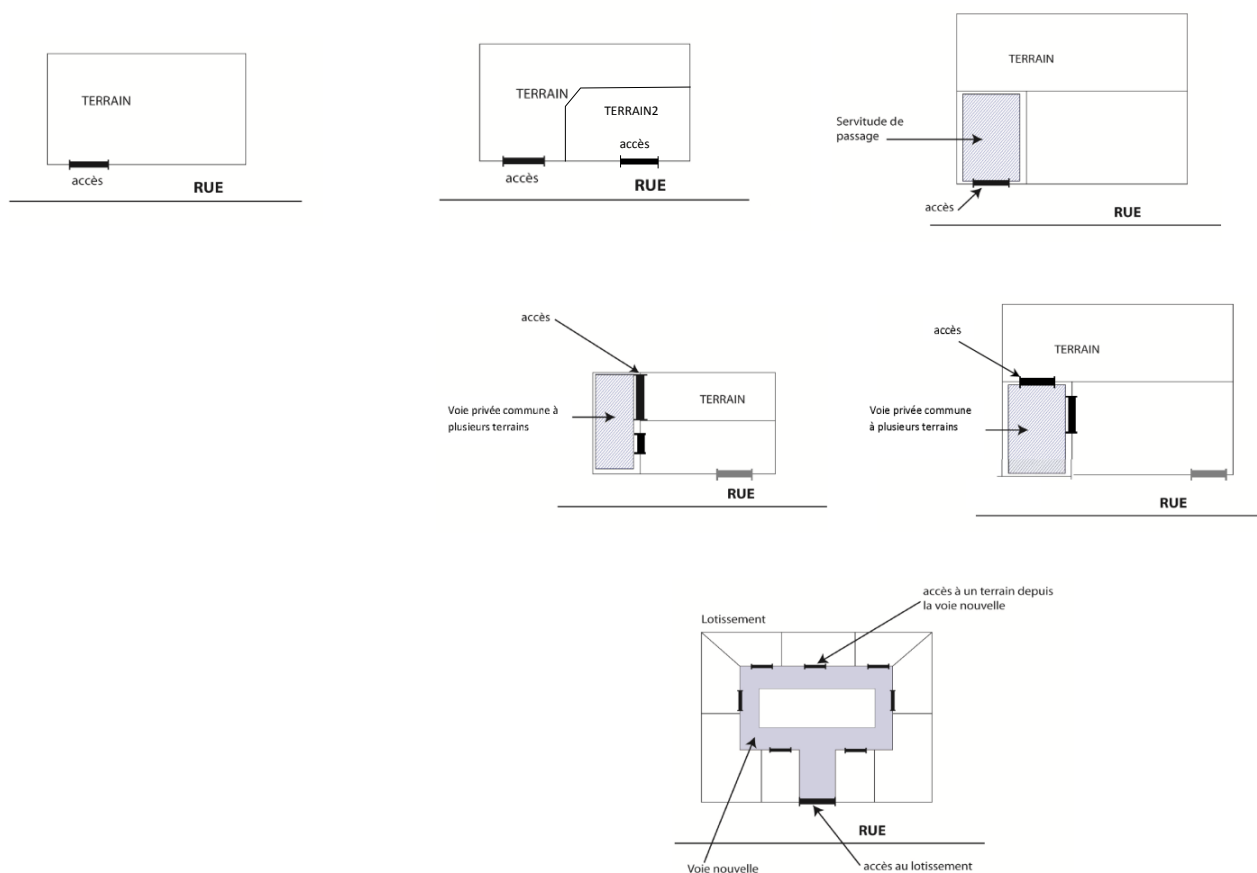 TERRAIN
accès
RUE
TERRAIN
TERRAIN2
accès
accès
RUE
TERRAIN
Servitude de
passage
accès
RUE
accès
TERRAIN
Voie privée commune à
plusieurs terrains
RUE
accès
TERRAIN
Voie privée commune
à plusieurs terrains
RUE
accès à un terrain depuis
la voie nouvelle
Lotissement
RUE
Voie nouvelle
accès au lotissement